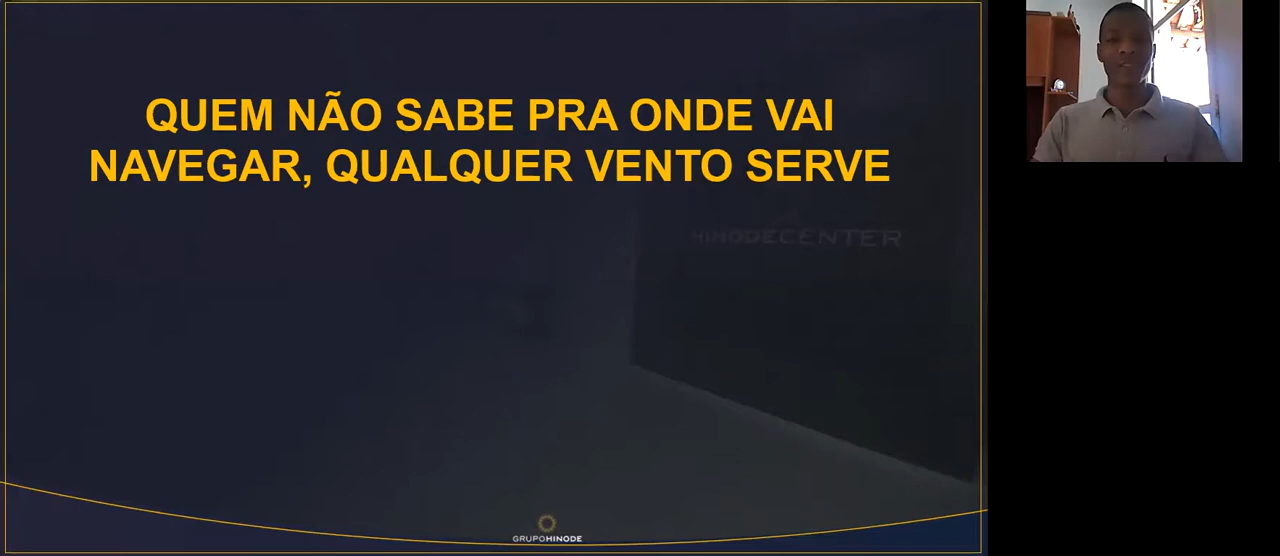 QUEM NÃO SABE PRA ONDE VAI
NAVEGAR, QUALQUER VENTO SERVE
HINODECENTER
GRUPOHINODE